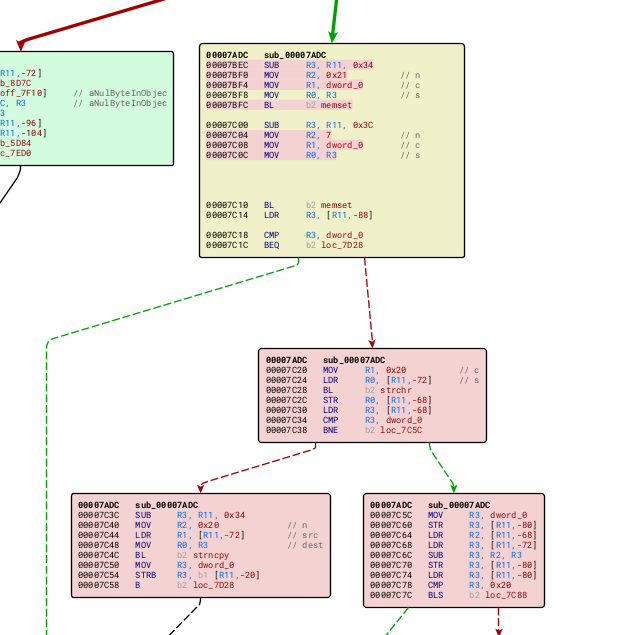 R11,-72]
b_8D7C
off_7F10] // aNulByteInObjec
C, R3 // aNulByteInObjec
3
R11,-96]
R11,-104]
b_5D84
c_7ED0
00007ADC sub_00007ADC
00007BEC SUB R3, R11, 0x34
00007BF0 MOV R2, 0x21 // n
00007BF4 MOV R1, dword_0 // c
00007BF8 MOV R0, R3 // s
00007BFC BL b2 memset
00007C00 SUB R3, R11, 0x3C
00007C04 MOV R2, 7 // n
00007C08 MOV R1, dword_0 // c
00007C0C MOV R0, R3 // s
00007C10 BL b2 memset
00007C14 LDR R3, [R11,-88]
00007C18 CMP R3, dword_0
00007C1C BEQ b2 loc_7D28
00007ADC sub_00007ADC
00007C20 MOV R1, 0x20 // c
00007C24 LDR R0, [R11,-72] // s
00007C28 BL b2 strchr
00007C2C STR R0, [R11,-68]
00007C30 LDR R3, [R11,-68]
00007C34 CMP R3, dword_0
00007C38 BNE b2 loc_7C5C
00007ADC sub_00007ADC
00007C3C SUB R3, R11, 0x34
00007C40 MOV R2, 0x20 // n
00007C44 LDR R1, [R11,-72] // src
00007C48 MOV R0, R3 // dest
00007C4C BL b2 strncpy
00007C50 MOV R3, dword_0
00007C54 STRB R3, b1 [R11,-20]
00007C58 B b2 loc_7D28
00007ADC sub_00007ADC
00007C5C MOV R3, dword_0
00007C60 STR R3, [R11,-80]
00007C64 LDR R2, [R11,-68]
00007C68 LDR R3, [R11,-72]
00007C6C SUB R3, R2, R3
00007C70 STR R3, [R11,-80]
00007C74 LDR R3, [R11,-80]
00007C78 CMP R3, 0x20
00007C7C BLS b2 loc_7C88